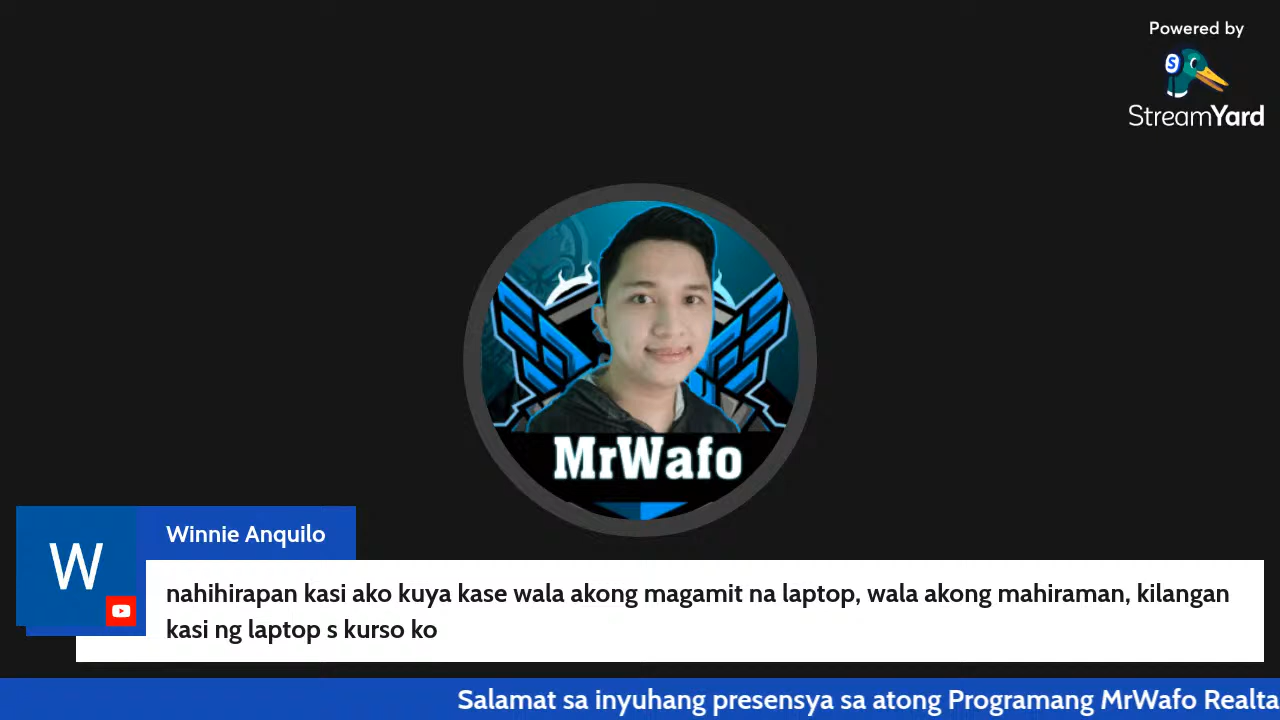 Powered by
S
StreamYard
MrWafo
W
Winnie Anquilo
nahihirapan kasi ako kuya kase wala akong magamit na laptop, wala akong mahiraman, kilangan
kasi ng laptop s kurso ko
Salamat sa inyuhang presensya sa atong Programang MrWafo Realta